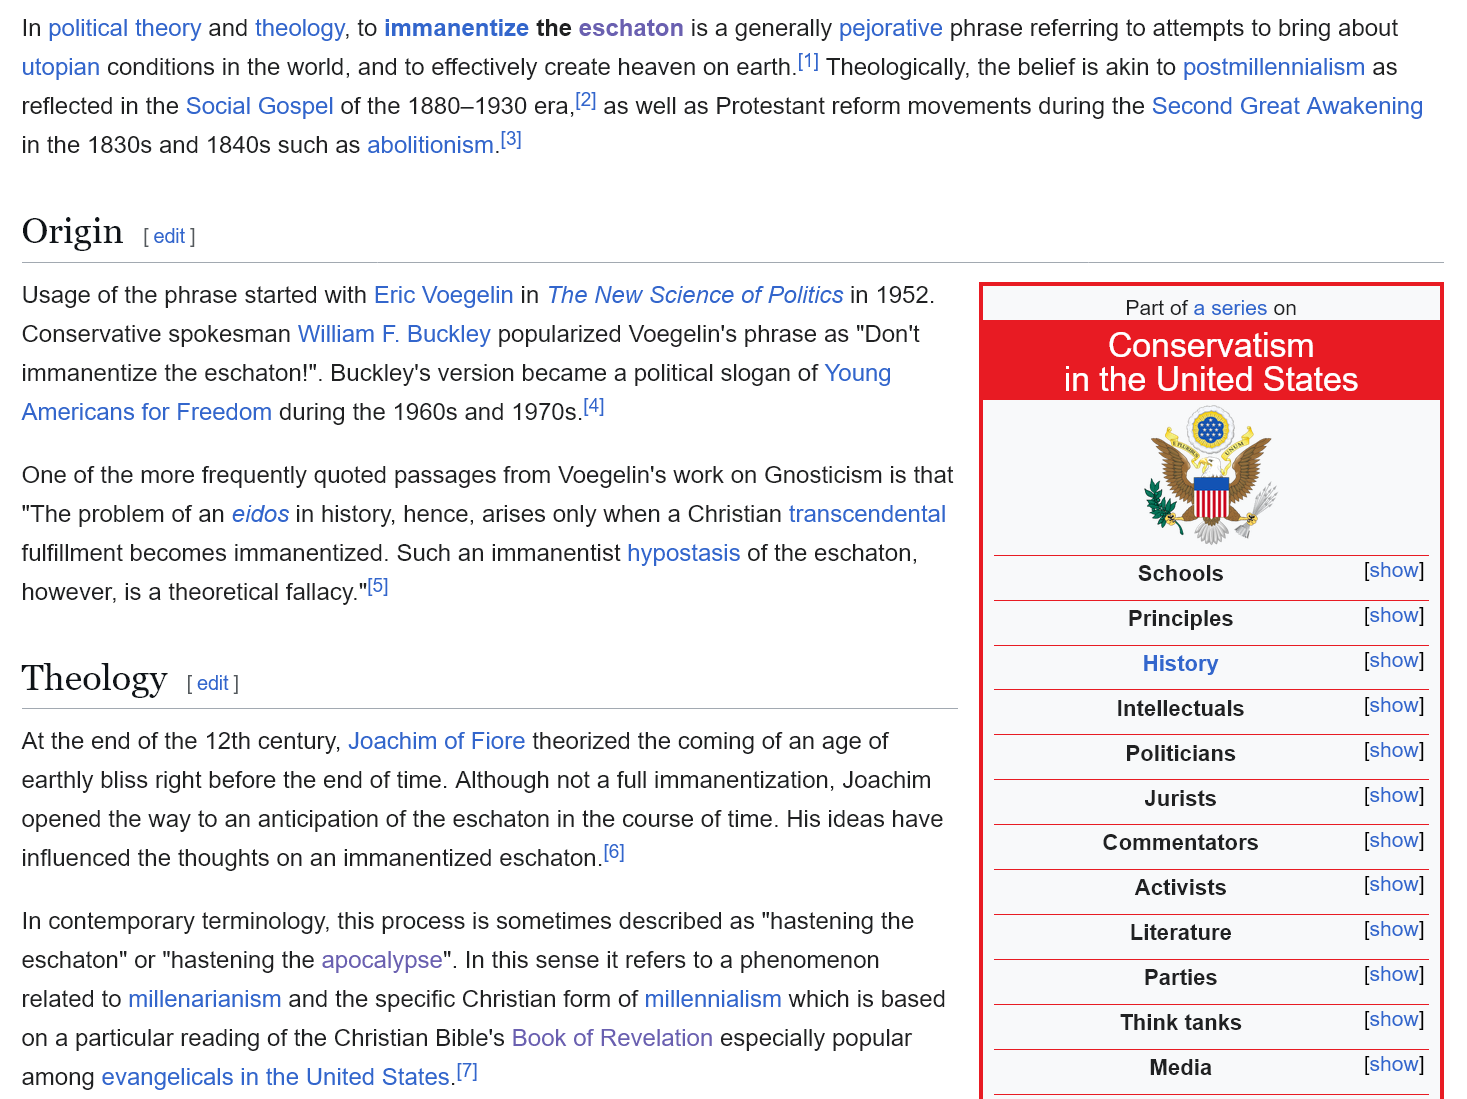 In political theory and theology, to immanentize the eschaton is a generally pejorative phrase referring to attempts to bring about
utopian conditions in the world, and to effectively create heaven on earth.[1] Theologically, the belief is akin to postmillennialism as
reflected in the Social Gospel of the 1880–1930 era,[2] as well as Protestant reform movements during the Second Great Awakening
in the 1830s and 1840s such as abolitionism.[3]
Origin [ edit ]
Usage of the phrase started with Eric Voegelin in The New Science of Politics in 1952.
Conservative spokesman William F. Buckley popularized Voegelin's phrase as "Don't
immanentize the eschaton!". Buckley's version became a political slogan of Young
Americans for Freedom during the 1960s and 1970s.[4]
One of the more frequently quoted passages from Voegelin's work on Gnosticism is that
"The problem of an eidos in history, hence, arises only when a Christian transcendental
fulfillment becomes immanentized. Such an immanentist hypostasis of the eschaton,
however, is a theoretical fallacy."[5]
Theology [ edit ]
At the end of the 12th century, Joachim of Fiore theorized the coming of an age of
earthly bliss right before the end of time. Although not a full immanentization, Joachim
opened the way to an anticipation of the eschaton in the course of time. His ideas have
influenced the thoughts on an immanentized eschaton.[6]
In contemporary terminology, this process is sometimes described as "hastening the
eschaton" or "hastening the apocalypse". In this sense it refers to a phenomenon
related to millenarianism and the specific Christian form of millennialism which is based
on a particular reading of the Christian Bible's Book of Revelation especially popular
among evangelicals in the United States.[7]
Part of a series on
Conservatism
in the United States
E PLURIBUS UNUM
Schools [show]
Principles [show]
History [show]
Intellectuals [show]
Politicians [show]
Jurists [show]
Commentators [show]
Activists [show]
Literature [show]
Parties [show]
Think tanks [show]
Media [show]